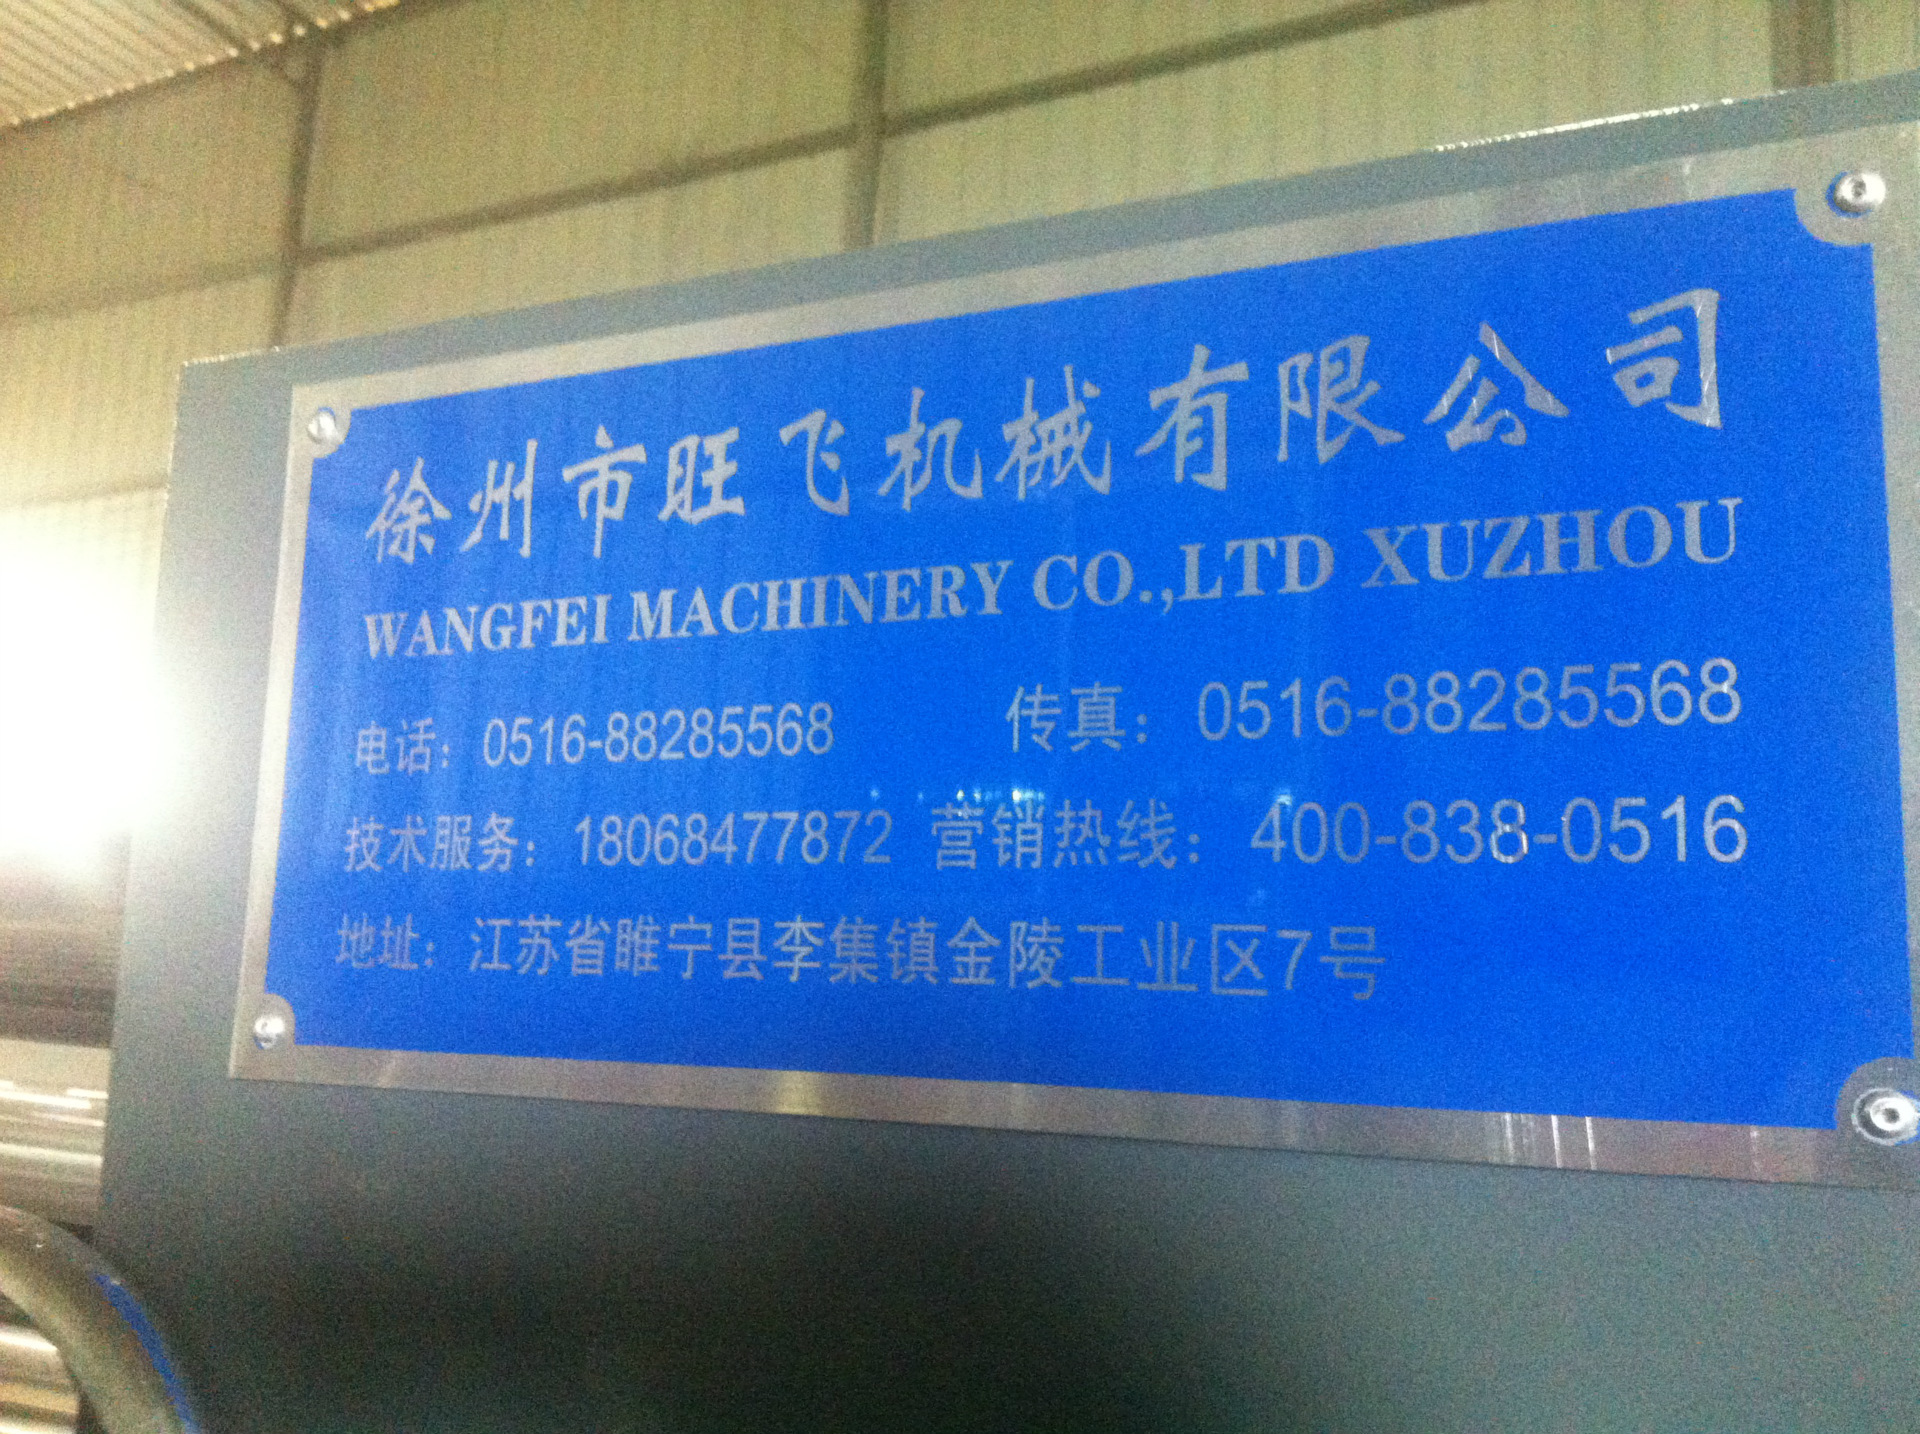 徐州市旺飞机械有限公司
WANGFEI MACHINERY CO.,LTD XUZHOU
电话：0516-88285568 传真：0516-88285568
技术服务：18068477872 营销热线：400-838-0516
地址：江苏省睢宁县李集镇金陵工业区7号